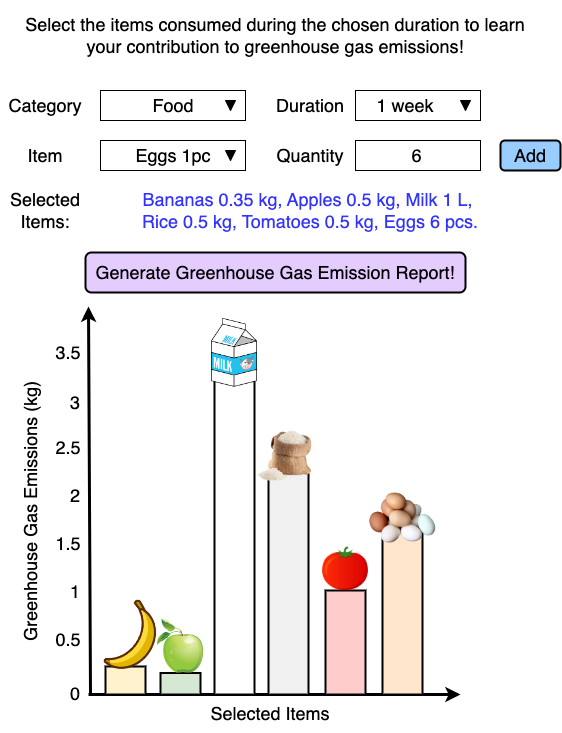 Select the items consumed during the chosen duration to learn
your contribution to greenhouse gas emissions!
Category Food ▼ Duration 1 week ▼
Item Eggs 1pc ▼ Quantity 6 Add
Selected
Items:
Bananas 0.35 kg, Apples 0.5 kg, Milk 1 L,
Rice 0.5 kg, Tomatoes 0.5 kg, Eggs 6 pcs.
Generate Greenhouse Gas Emission Report!
Greenhouse Gas Emissions (kg)
3.5
3
2.5
2
1.5
1
0.5
0
MILK
MILK
Selected Items